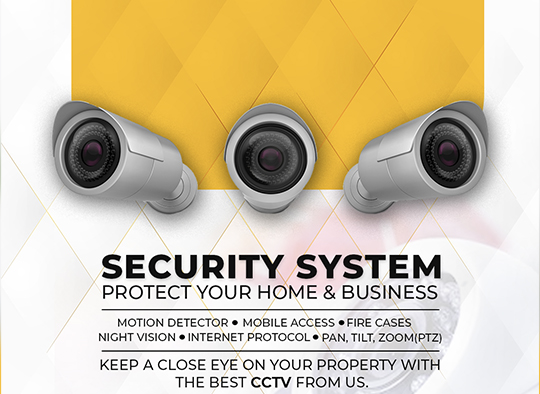 SECURITY SYSTEM
PROTECT YOUR HOME & BUSINESS
MOTION DETECTOR ● MOBILE ACCESS ● FIRE CASES
NIGHT VISION ● INTERNET PROTOCOL ● PAN, TILT, ZOOM(PTZ)
KEEP A CLOSE EYE ON YOUR PROPERTY WITH
THE BEST CCTV FROM US.